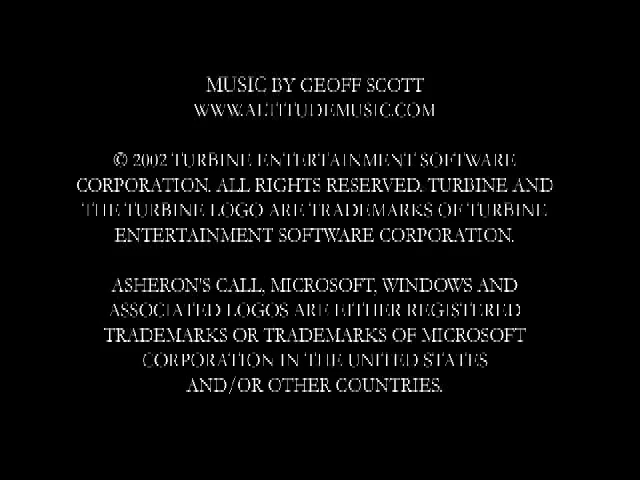 MUSIC BY GEOFF SCOTT
WWW.ALTITUDEMUSIC.COM
© 2002 TURBINE ENTERTAINMENT SOFTWARE
CORPORATION. ALL RIGHTS RESERVED. TURBINE AND
THE TURBINE LOGO ARE TRADEMARKS OF TURBINE
ENTERTAINMENT SOFTWARE CORPORATION.
ASHERON'S CALL, MICROSOFT, WINDOWS AND
ASSOCIATED LOGOS ARE EITHER REGISTERED
TRADEMARKS OR TRADEMARKS OF MICROSOFT
CORPORATION IN THE UNITED STATES
AND/OR OTHER COUNTRIES.